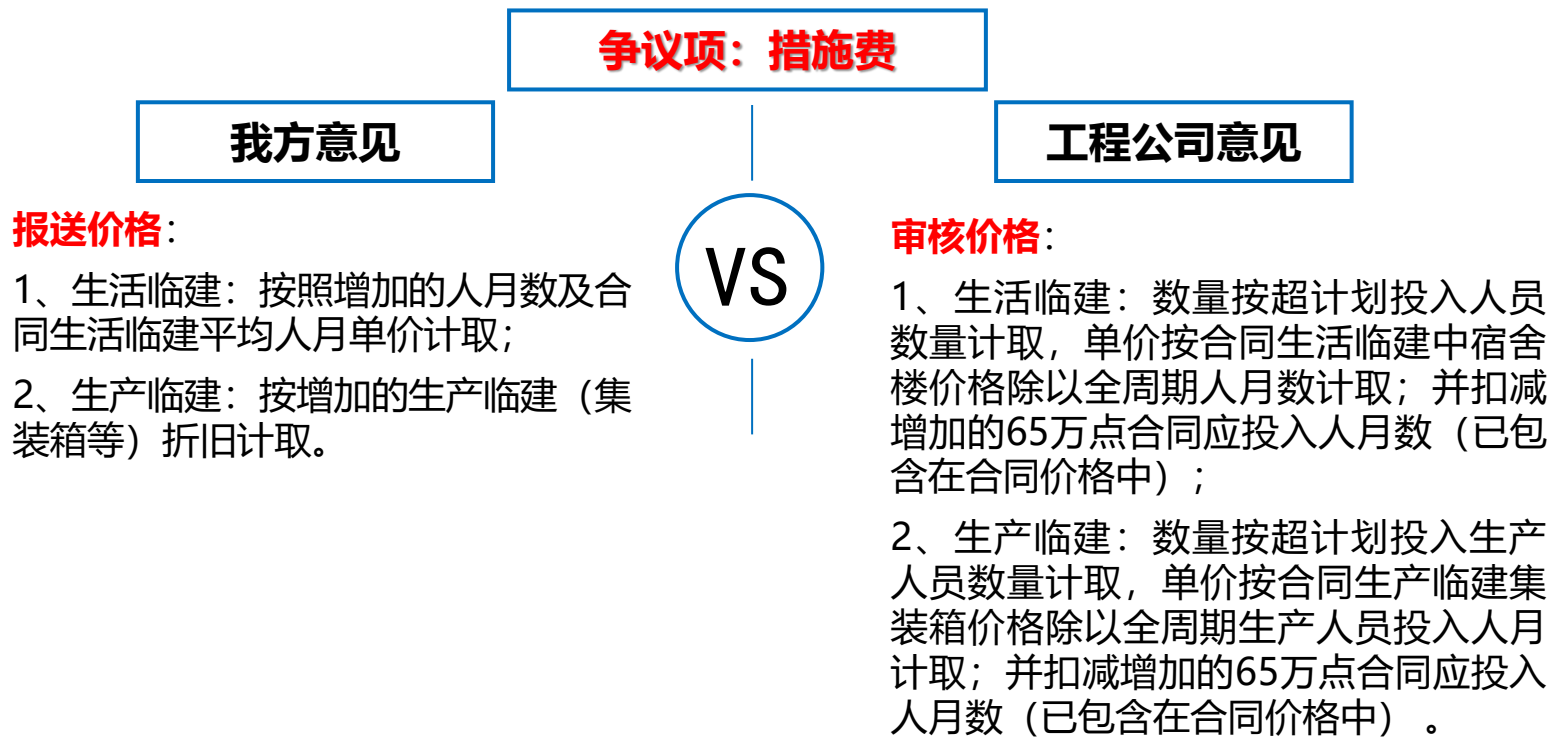 争议项：措施费
我方意见
报送价格：
1、生活临建：按照增加的人月数及合
同生活临建平均人月单价计取；
2、生产临建：按增加的生产临建（集
装箱等）折旧计取。
VS
工程公司意见
审核价格：
1、生活临建：数量按超计划投入人员
数量计取，单价按合同生活临建中宿舍
楼价格除以全周期人月数计取；并扣减
增加的65万点合同应投入人月数（已包
含在合同价格中）；
2、生产临建：数量按超计划投入生产
人员数量计取，单价按合同生产临建集
装箱价格除以全周期生产人员投入人月
计取；并扣减增加的65万点合同应投入
人月数（已包含在合同价格中） 。